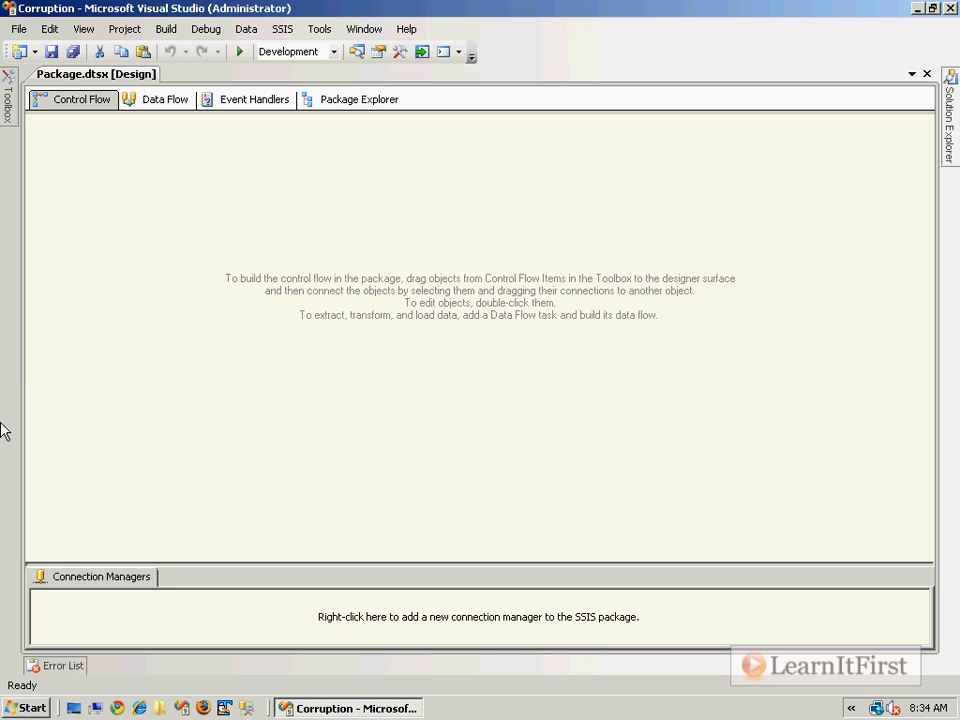 Corruption - Microsoft Visual Studio (Administrator)
File Edit View Project Build Debug Data SSIS Tools Window Help
Development
Package.dtsx [Design]
Toolbox
Solution Explorer
Control Flow Data Flow Event Handlers Package Explorer
To build the control flow in the package, drag objects from Control Flow Items in the Toolbox to the designer surface
and then connect the objects by selecting them and dragging their connections to another object.
To edit objects, double-click them.
To extract, transform, and load data, add a Data Flow task and build its data flow.
Connection Managers
Right-click here to add a new connection manager to the SSIS package.
Error List
LearnItFirst
Ready
Start Corruption - Microsof... « 8:34 AM